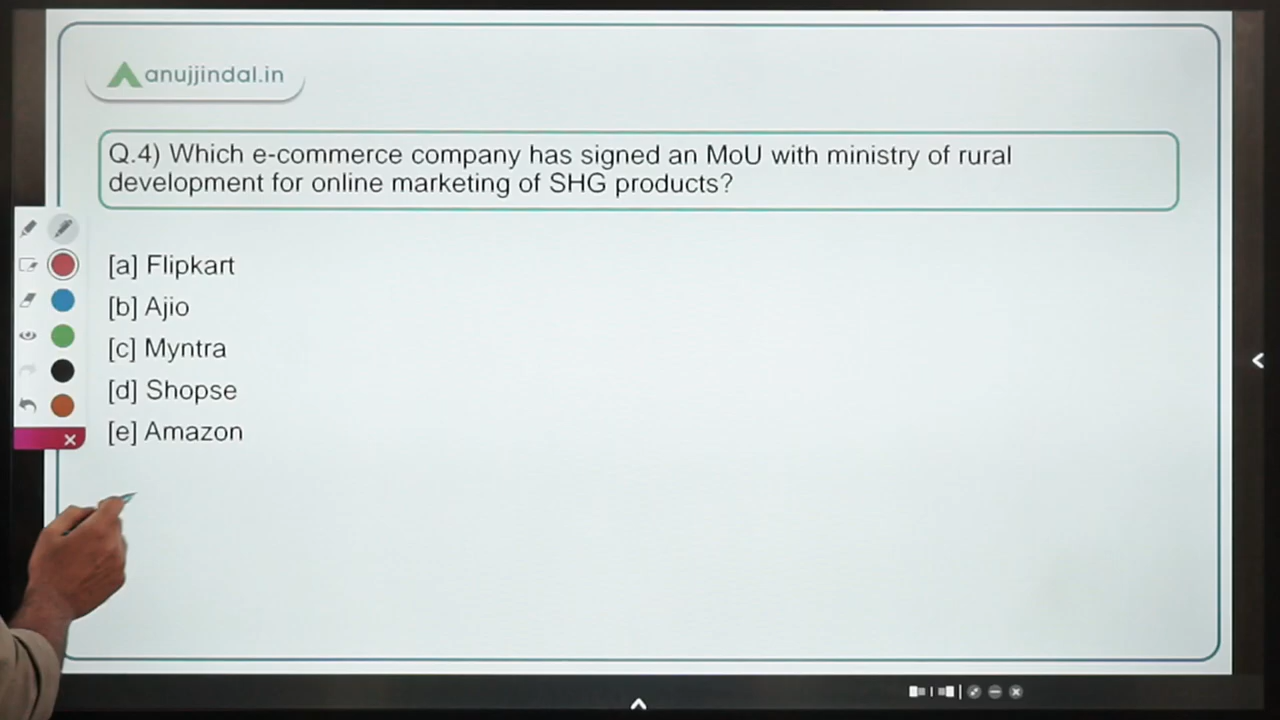 anujjindal.in
Q.4) Which e-commerce company has signed an MoU with ministry of rural
development for online marketing of SHG products?
[a] Flipkart
[b] Ajio
[c] Myntra
[d] Shopse
[e] Amazon